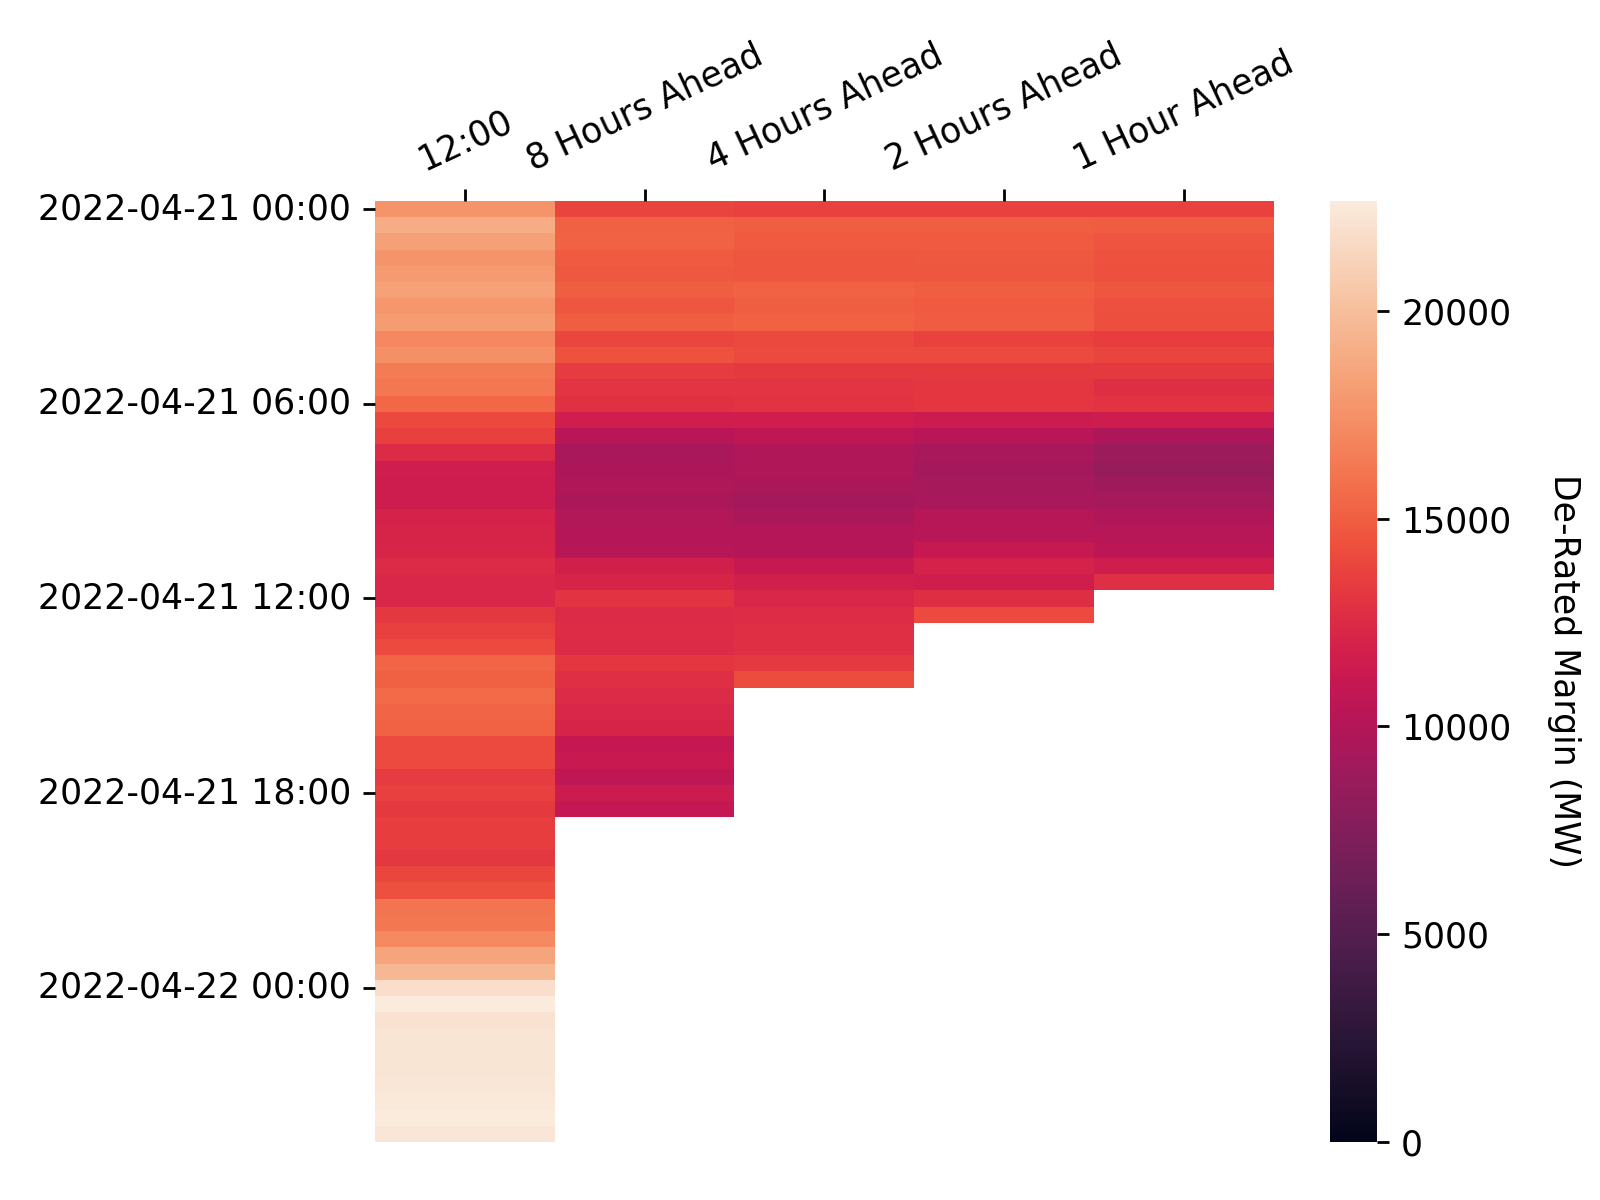 12:00
8 Hours Ahead
4 Hours Ahead
2 Hours Ahead
1 Hour Ahead
2022-04-21 00:00
2022-04-21 06:00
2022-04-21 12:00
2022-04-21 18:00
2022-04-22 00:00
20000
15000
10000
5000
0
De-Rated Margin (MW)